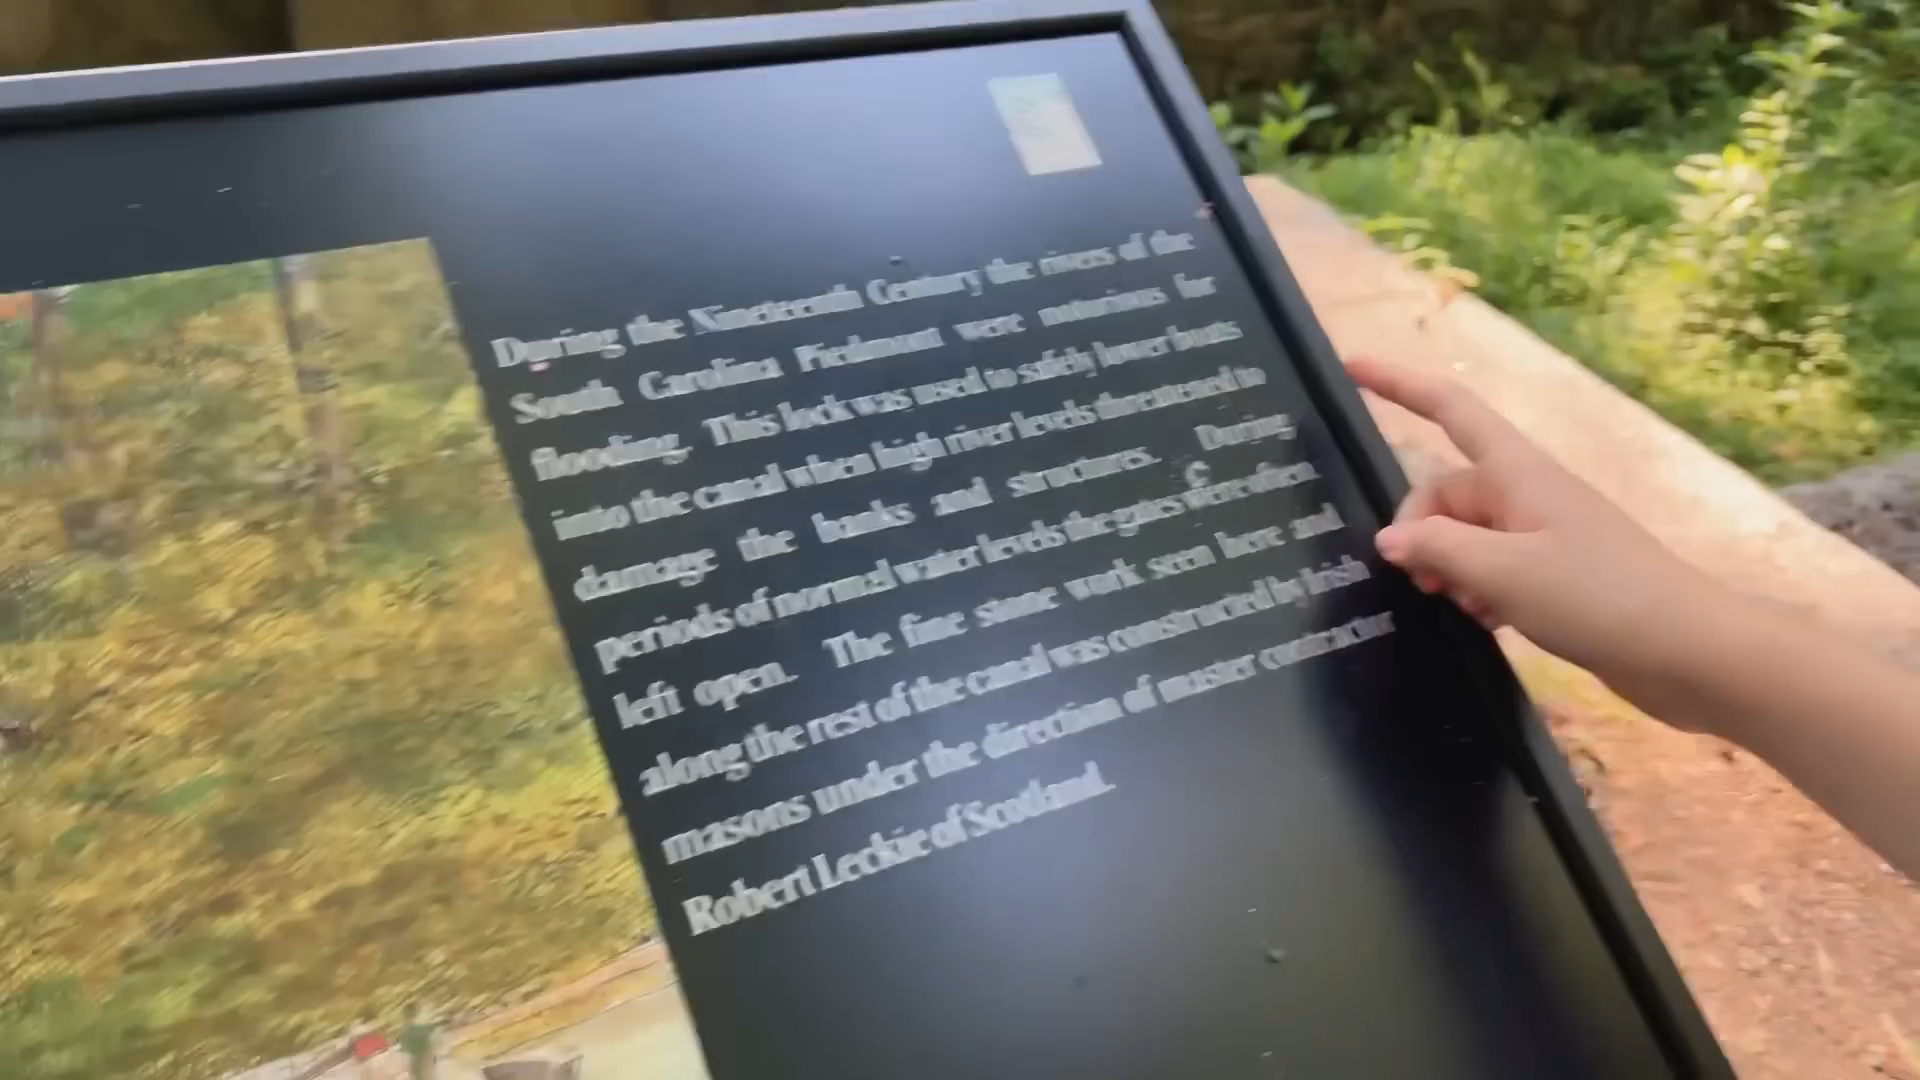 During the Nineteenth Century the rivers of the
South Carolina Piedmont were notorious for
flooding. This lock was used to safely lower boats
into the canal when high river levels threatened to
damage the banks and structures. During
periods of normal water levels the gates were often
left open. The fine stone work seen here and
along the rest of the canal was constructed by Irish
masons under the direction of master contractor
Robert Leckie of Scotland.